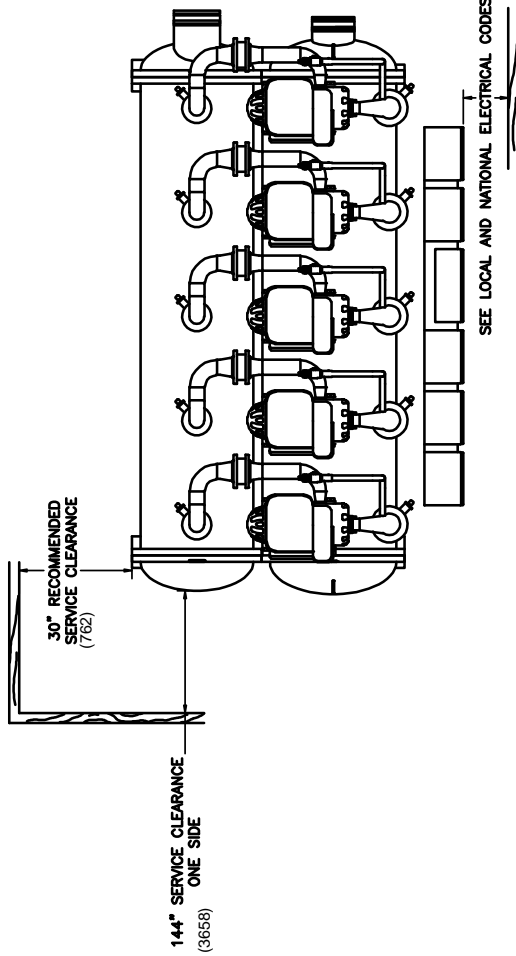 30" RECOMMENDED
SERVICE CLEARANCE
(762)
144" SERVICE CLEARANCE
ONE SIDE
(3658)
SEE LOCAL AND NATIONAL ELECTRICAL CODES